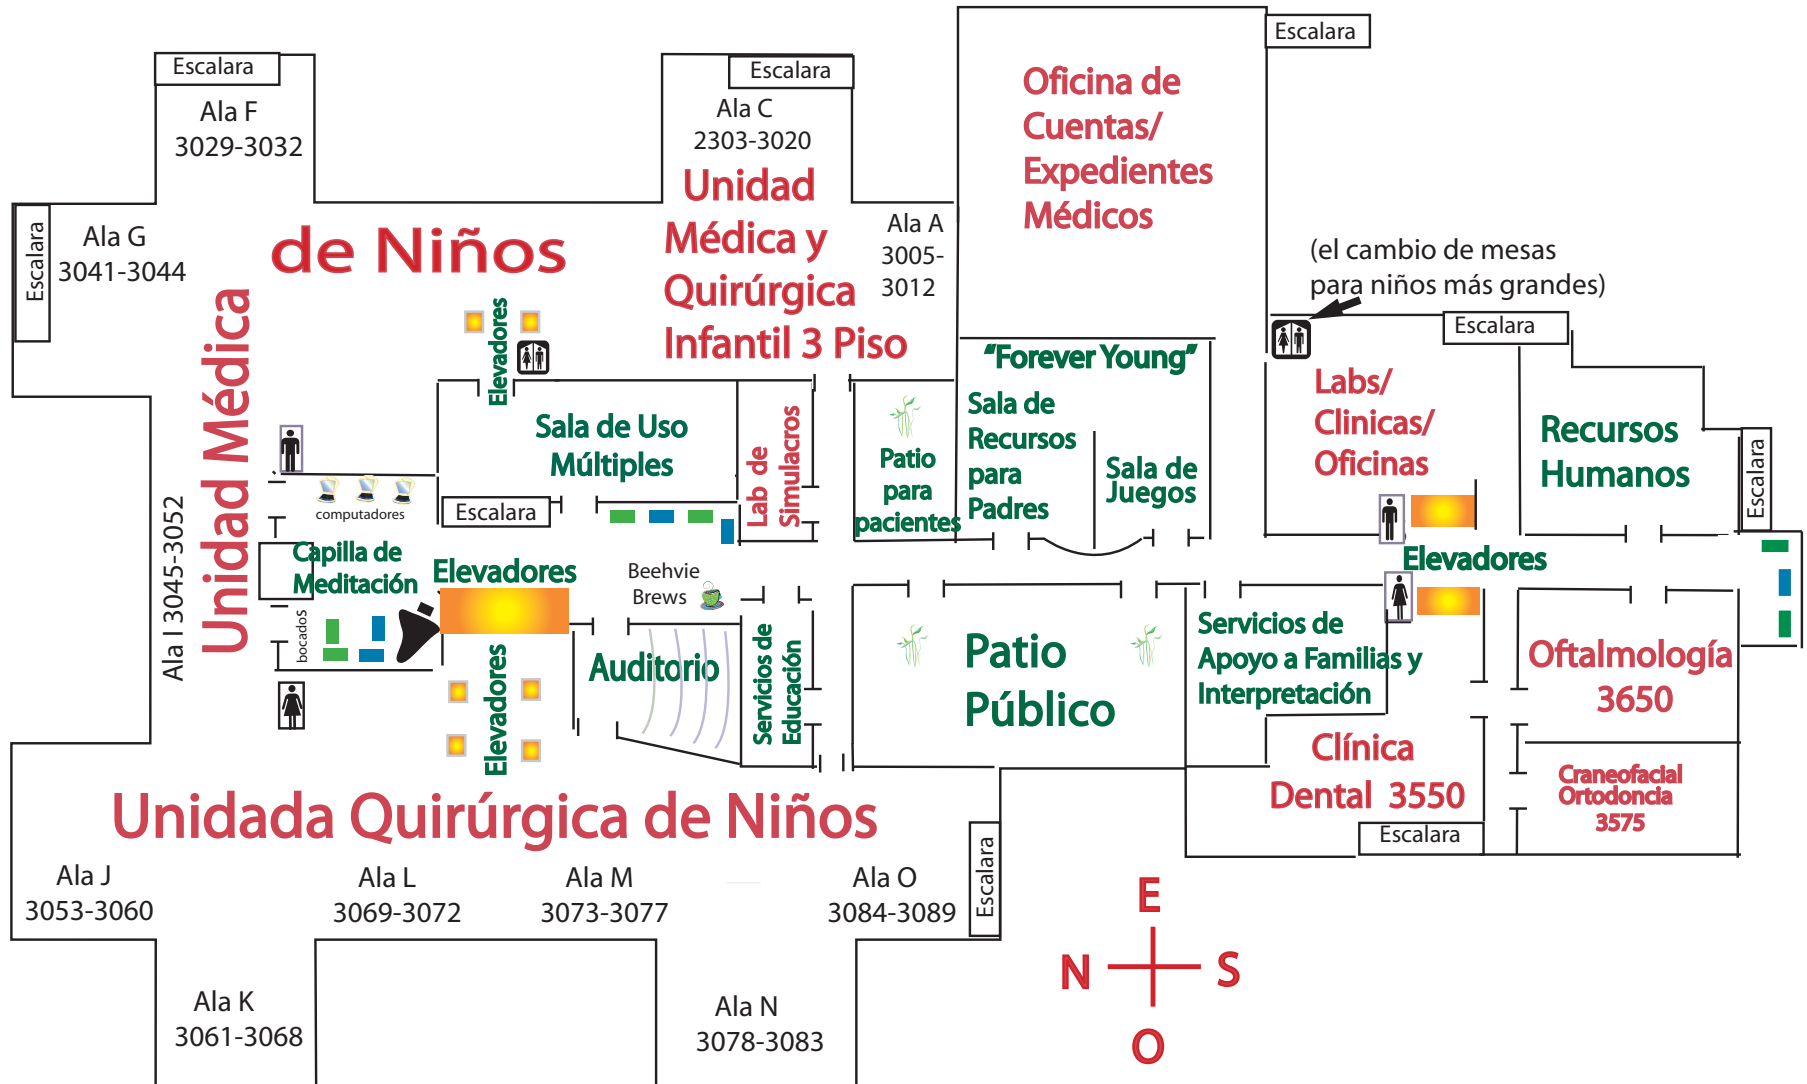 Escalara
Escalara
Escalara
Ala F
3029-3032
Ala C
2303-3020
Unidad
Médica y
Quirúrgica
Infantil 3 Piso
Oficina de
Cuentas/
Expedientes
Médicos
Escalara
Ala G
3041-3044
de Niños
Ala A
3005-
3012
(el cambio de mesas
para niños más grandes)
Escalara
Elevadores
Unidad Médica
"Forever Young"
Sala de
Recursos
para
Padres
Sala de
Juegos
Labs/
Clinicas/
Oficinas
Recursos
Humanos
Escalara
Sala de Uso
Múltiples
Lab de
Simulacros
Patio
para
pacientes
computadores
Escalara
Ala I 3045-3052
Capilla de
Meditación
Elevadores
Beehvie
Brews
Elevadores
bocados
Elevadores
Auditorio
Servicios de
Educación
Patio
Público
Servicios de
Apoyo a Familias y
Interpretación
Oftalmología
3650
Clínica
Dental 3550
Craneofacial
Ortodoncia
3575
Escalara
Unidada Quirúrgica de Niños
Escalara
Ala J
3053-3060
Ala L
3069-3072
Ala M
3073-3077
Ala O
3084-3089
Ala K
3061-3068
Ala N
3078-3083
E
N S
O